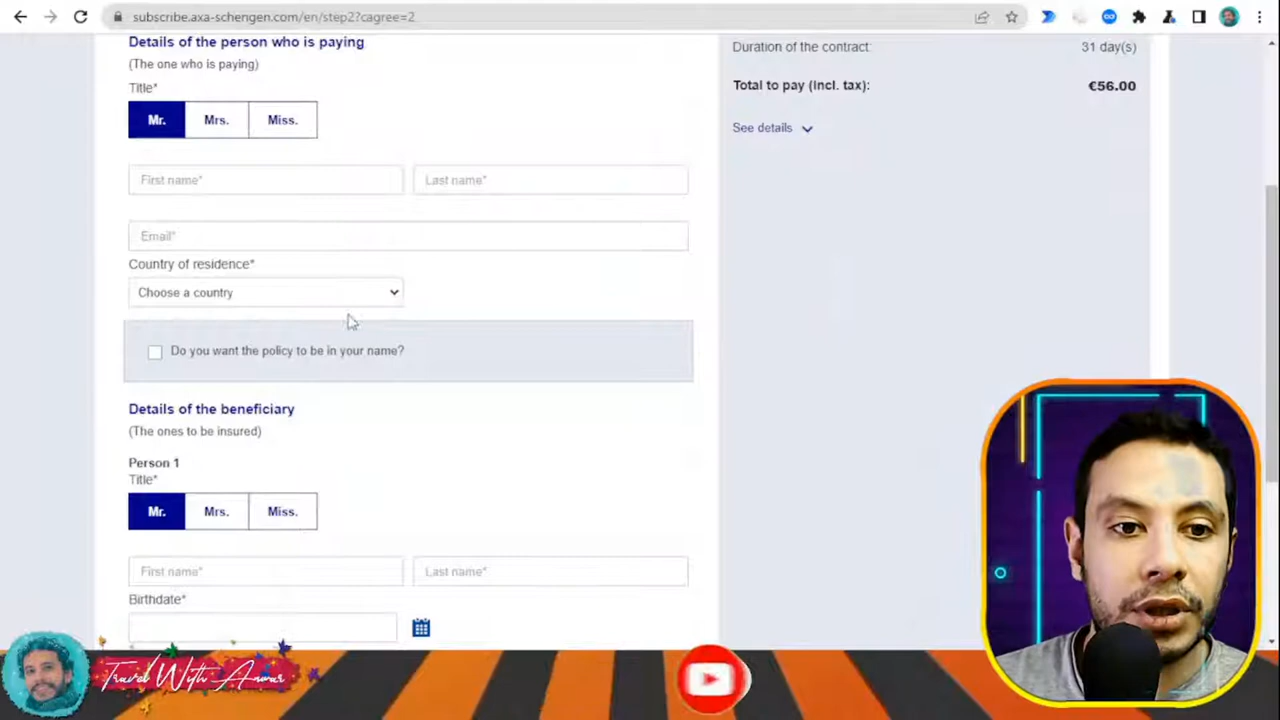 subscribe.axa-schengen.com/en/step2?cagree=2
Details of the person who is paying
(The one who is paying)
Title*
Mr. Mrs. Miss.
First name* Last name*
Email*
Country of residence*
Choose a country
Do you want the policy to be in your name?
Details of the beneficiary
(The ones to be insured)
Person 1
Title*
Mr. Mrs. Miss.
First name* Last name*
Birthdate*
Duration of the contract: 31 day(s)
Total to pay (incl. tax): €56.00
See details
Travel With Anwar